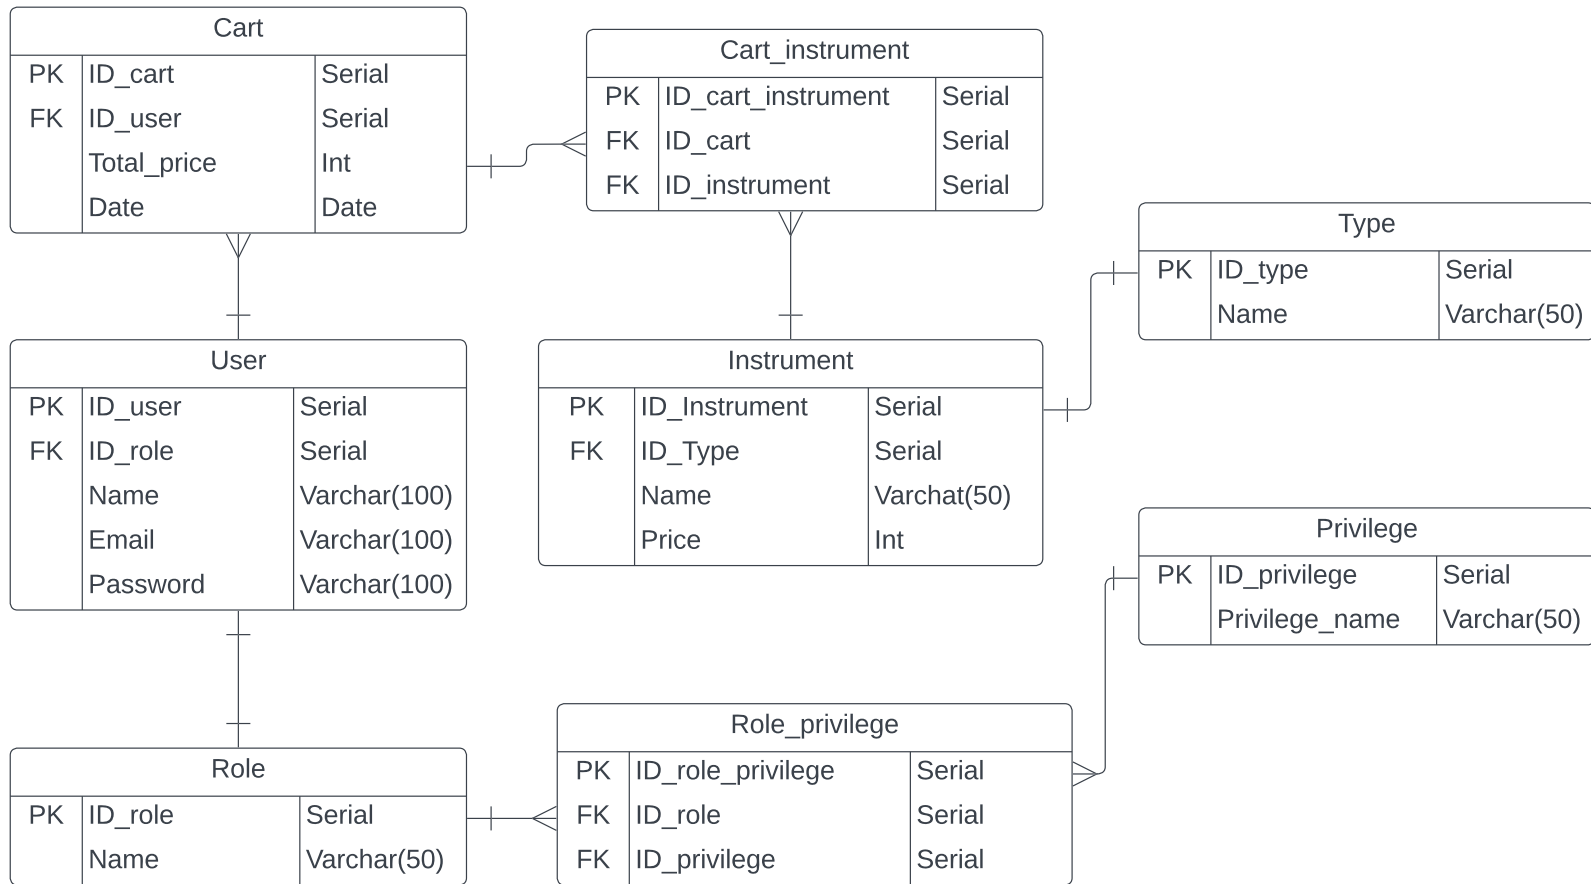 Cart
PK ID_cart Serial
FK ID_user Serial
Total_price Int
Date Date
Cart_instrument
PK ID_cart_instrument Serial
FK ID_cart Serial
FK ID_instrument Serial
Type
PK ID_type Serial
Name Varchar(50)
User
PK ID_user Serial
FK ID_role Serial
Name Varchar(100)
Email Varchar(100)
Password Varchar(100)
Instrument
PK ID_Instrument Serial
FK ID_Type Serial
Name Varchat(50)
Price Int
Privilege
PK ID_privilege Serial
Privilege_name Varchar(50)
Role
PK ID_role Serial
Name Varchar(50)
Role_privilege
PK ID_role_privilege Serial
FK ID_role Serial
FK ID_privilege Serial